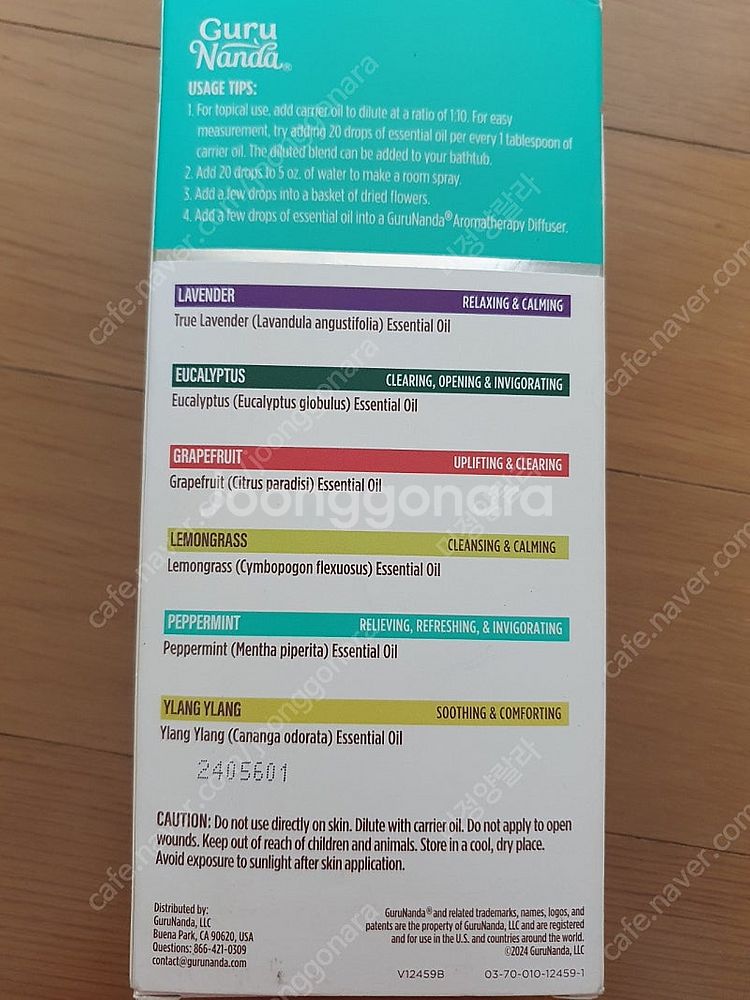 Guru
Nanda®
USAGE TIPS:
1. For topical use, add carrier oil to dilute at a ratio of 1:10. For easy
measurement, try adding 20 drops of essential oil per every 1 tablespoon of
carrier oil. The diluted blend can be added to your bathtub.
2. Add 20 drops to 5 oz. of water to make a room spray.
3. Add a few drops into a basket of dried flowers.
4. Add a few drops of essential oil into a GuruNanda® Aromatherapy Diffuser.
LAVENDER RELAXING & CALMING
True Lavender (Lavandula angustifolia) Essential Oil
EUCALYPTUS CLEARING, OPENING & INVIGORATING
Eucalyptus (Eucalyptus globulus) Essential Oil
GRAPEFRUIT UPLIFTING & CLEARING
Grapefruit (Citrus paradisi) Essential Oil
Joonggonara
LEMONGRASS CLEANSING & CALMING
Lemongrass (Cymbopogon flexuosus) Essential Oil
PEPPERMINT RELIEVING, REFRESHING, & INVIGORATING
Peppermint (Mentha piperita) Essential Oil
YLANG YLANG SOOTHING & COMFORTING
Ylang Ylang (Cananga odorata) Essential Oil
2405601
CAUTION: Do not use directly on skin. Dilute with carrier oil. Do not apply to open
wounds. Keep out of reach of children and animals. Store in a cool, dry place.
Avoid exposure to sunlight after skin application.
Distributed by:
GuruNanda, LLC
Buena Park, CA 90620, USA
Questions: 866-421-0309
contact@gurunanda.com
GuruNanda® and related trademarks, names, logos, and
patents are the property of GuruNanda, LLC and are registered
and for use in the U.S. and countries around the world.
©2024 GuruNanda, LLC
V12459B 03-70-010-12459-1
cafe.naver.com/joonggonara